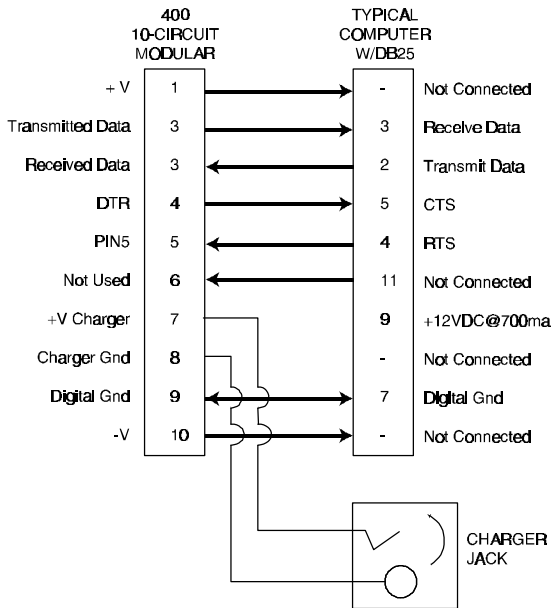 400
10-CIRCUIT
MODULAR
TYPICAL
COMPUTER
W/DB25
+ V 1 - Not Connected
Transmitted Data 3 3 Receive Data
Received Data 3 2 Transmit Data
DTR 4 5 CTS
PIN5 5 4 RTS
Not Used 6 11 Not Connected
+V Charger 7 9 +12VDC@700ma
Charger Gnd 8 - Not Connected
Digital Gnd 9 7 Digital Gnd
-V 10 - Not Connected
CHARGER
JACK